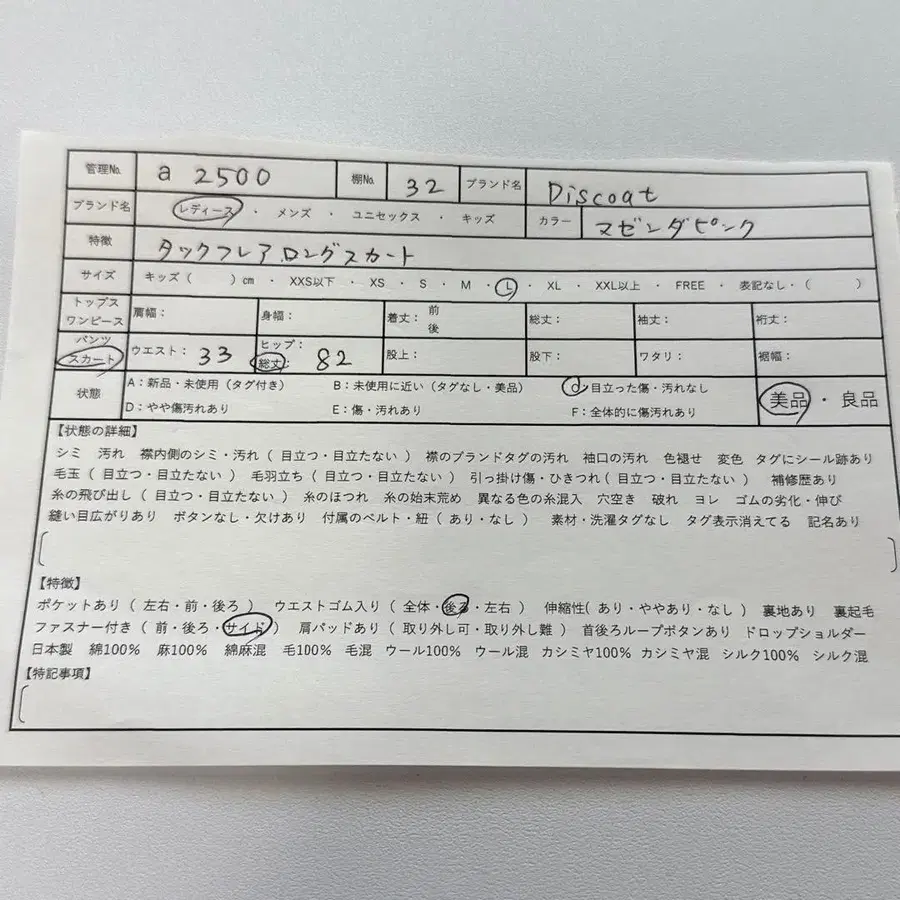 管理No. a 2500 棚No. 32 ブランド名 Discoat
ブランド名 レディース ・ メンズ ・ ユニセックス ・ キッズ カラー マゼンダピンク
特徴 タックフレアロングスカート
サイズ キッズ ( ) cm ・ XXS以下 ・ XS ・ S ・ M ・ L ・ XL ・ XXL以上 ・ FREE ・ 表記なし・( )
トップス ワンピース 肩幅： 身幅： 着丈： 前 後 総丈： 袖丈： 裄丈：
パンツ スカート ウエスト： 33 ヒップ： 総丈： 82 股上： 股下： ワタリ： 裾幅：
状態 A：新品・未使用（タグ付き） B：未使用に近い（タグなし・美品） 目立った傷・汚れなし 美品 ・ 良品
D：やや傷汚れあり E：傷・汚れあり F：全体的に傷汚れあり
【状態の詳細】
シミ 汚れ 襟内側のシミ・汚れ（ 目立つ・目立たない ） 襟のブランドタグの汚れ 袖口の汚れ 色褪せ 変色 タグにシール跡あり
毛玉（ 目立つ・目立たない ） 毛羽立ち（ 目立つ・目立たない ） 引っ掛け傷・ひきつれ（ 目立つ・目立たない ） 補修歴あり
糸の飛び出し（ 目立つ・目立たない ） 糸のほつれ 糸の始末荒め 異なる色の糸混入 穴空き 破れ ヨレ ゴムの劣化・伸び
縫い目広がりあり ボタンなし・欠けあり 付属のベルト・紐（ あり・なし ） 素材・洗濯タグなし タグ表示消えてる 記名あり
【特徴】
ポケットあり（ 左右・前・後ろ ） ウエストゴム入り（ 全体・後ろ・左右 ） 伸縮性( あり・ややあり・なし ) 裏地あり 裏起毛
ファスナー付き（ 前・後ろ・サイド ） 肩パッドあり（ 取り外し可・取り外し難 ） 首後ろループボタンあり ドロップショルダー
日本製 綿100% 麻100% 綿麻混 毛100% 毛混 ウール100% ウール混 カシミヤ100% カシミヤ混 シルク100% シルク混
【特記事項】